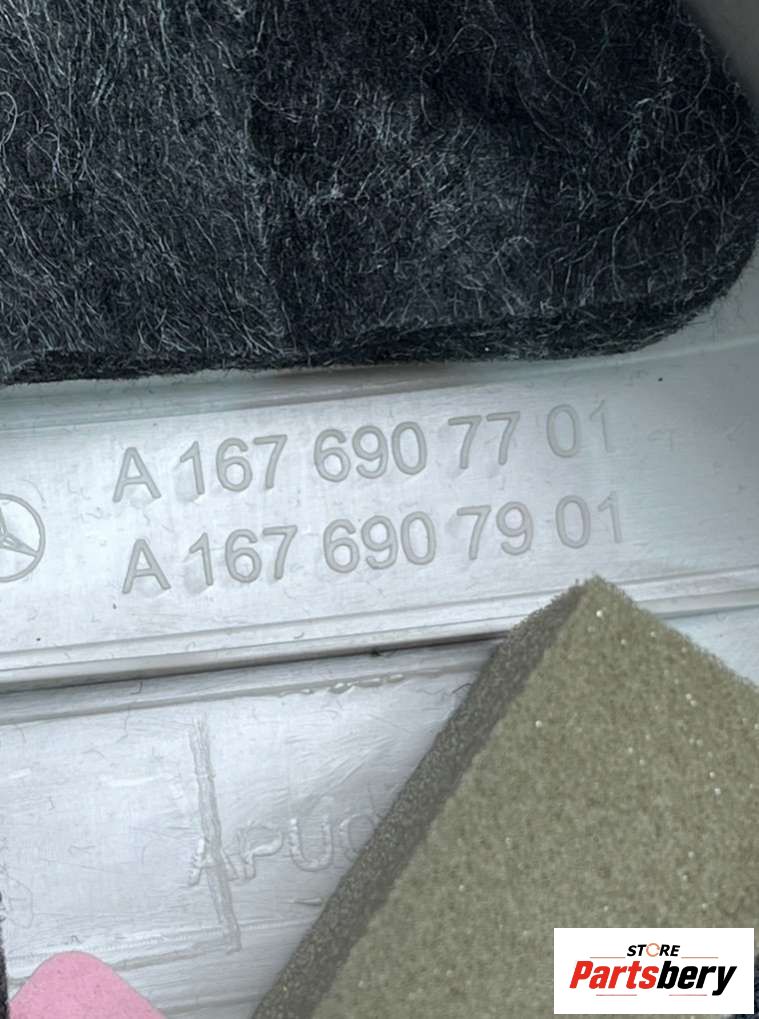 A 167 690 77 01
A 167 690 79 01
STORE
Partsbery